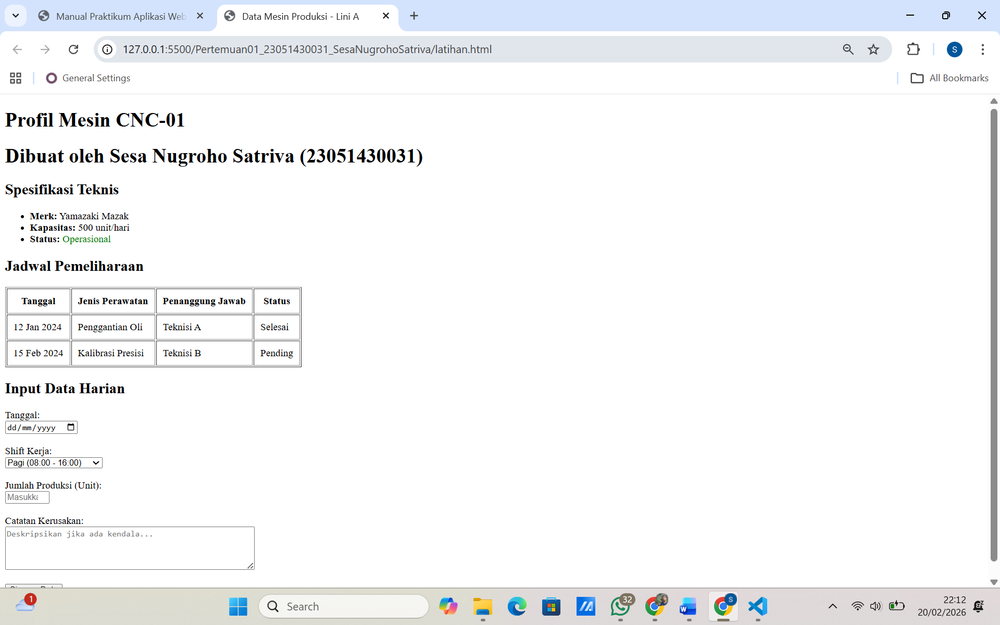 Manual Praktikum Aplikasi Web
Data Mesin Produksi - Lini A
127.0.0.1:5500/Pertemuan01_23051430031_SesaNugrohoSatriva/latihan.html
S
General Settings
All Bookmarks
Profil Mesin CNC-01
Dibuat oleh Sesa Nugroho Satriva (23051430031)
Spesifikasi Teknis
• Merk: Yamazaki Mazak
• Kapasitas: 500 unit/hari
• Status: Operasional
Jadwal Pemeliharaan
Tanggal Jenis Perawatan Penanggung Jawab Status
12 Jan 2024 Penggantian Oli Teknisi A Selesai
15 Feb 2024 Kalibrasi Presisi Teknisi B Pending
Input Data Harian
Tanggal:
dd/mm/yyyy
Shift Kerja:
Pagi (08:00 - 16:00)
Jumlah Produksi (Unit):
Catatan Kerusakan:
Deskripsikan jika ada kendala...
1
Search
32
S
22:12
20/02/2026